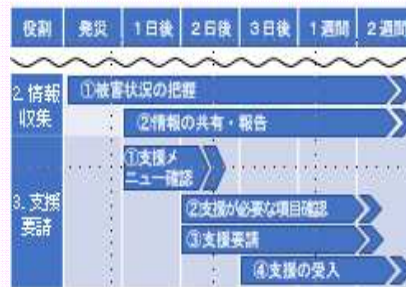 役割 発災 1日後 2日後 3日後 1週間 2週間
2.情報
収集
①被害状況の把握
②情報の共有・報告
3.支援
要請
①支援メ
ニュー確認
②支援が必要な項目確認
③支援要請
④支援の受入